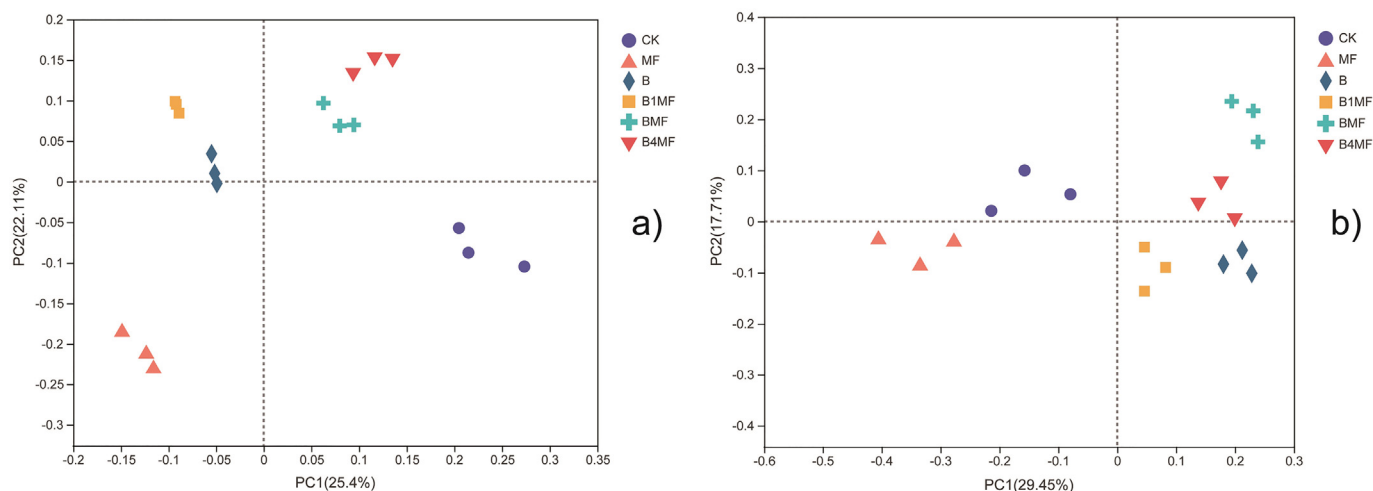 0.2
0.15
0.1
0.05
0
-0.05
-0.1
-0.15
-0.2
-0.25
-0.3
PC2(22.11%)
-0.2
-0.15
-0.1
-0.05
0
0.05
0.1
0.15
0.2
0.25
0.3
0.35
PC1(25.4%)
CK
MF
B
B1MF
BMF
B4MF
a)
0.4
0.3
0.2
0.1
0
-0.1
-0.2
-0.3
-0.4
PC2(17.71%)
-0.6
-0.5
-0.4
-0.3
-0.2
-0.1
0
0.1
0.2
0.3
PC1(29.45%)
CK
MF
B
B1MF
BMF
B4MF
b)